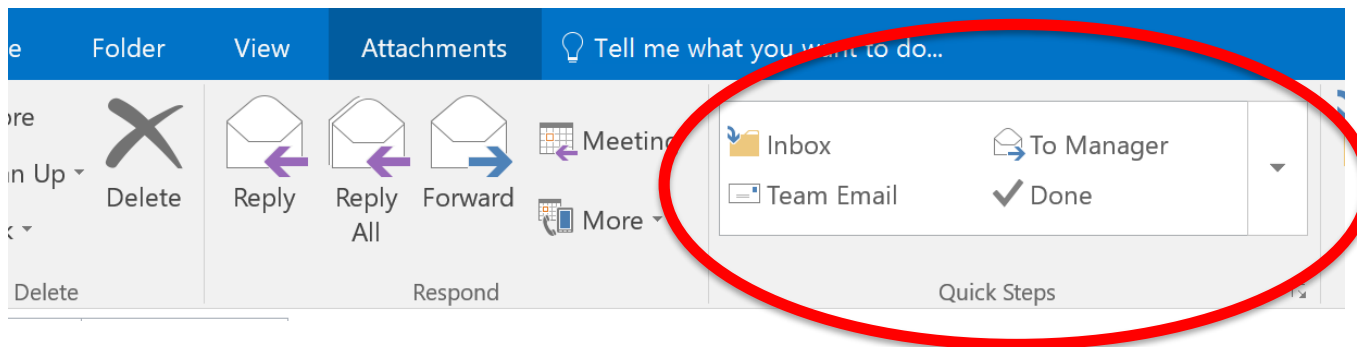 Folder View Attachments Tell me what you want to do...
Delete
Reply
Reply All
Forward
Meeting
More
Inbox
To Manager
Team Email
Done
Delete
Respond
Quick Steps